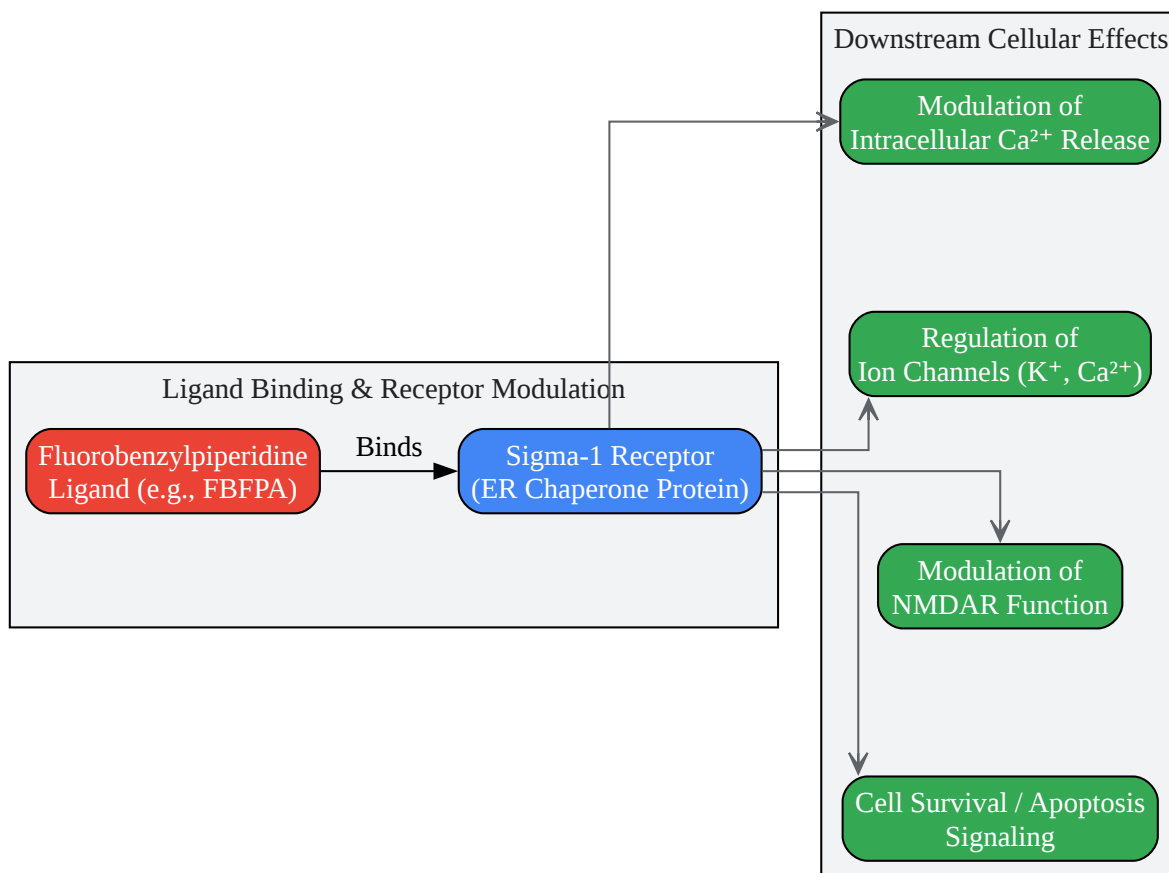 Downstream Cellular Effects
Modulation of
Intracellular Ca²⁺ Release
Regulation of
Ion Channels (K⁺, Ca²⁺)
Ligand Binding & Receptor Modulation
Fluorobenzylpiperidine
Ligand (e.g., FBFPA)
Binds
Sigma-1 Receptor
(ER Chaperone Protein)
Modulation of
NMDAR Function
Cell Survival / Apoptosis
Signaling